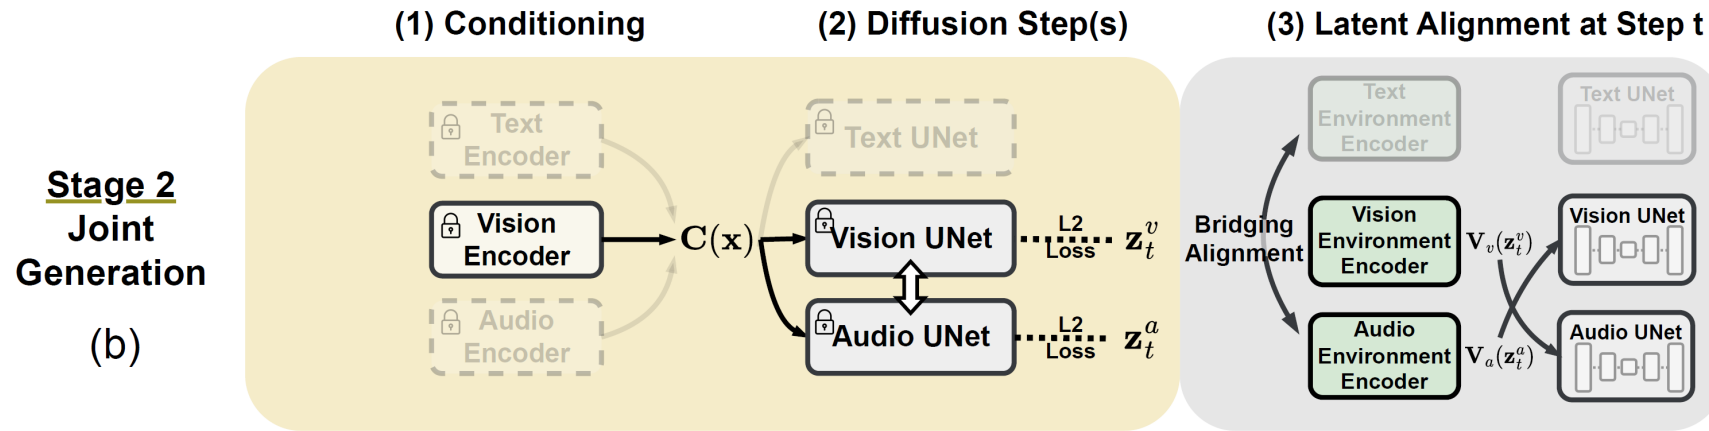 (1) Conditioning
(2) Diffusion Step(s)
(3) Latent Alignment at Step t
Stage 2
Joint
Generation
(b)
Text
Encoder
Vision
Encoder
Audio
Encoder
C(x)
Text UNet
Vision UNet
Audio UNet
L2
Loss
z_t^v
L2
Loss
z_t^a
Bridging
Alignment
Text
Environment
Encoder
Vision
Environment
Encoder
Audio
Environment
Encoder
V_v(z_t^v)
V_a(z_t^a)
Text UNet
Vision UNet
Audio UNet